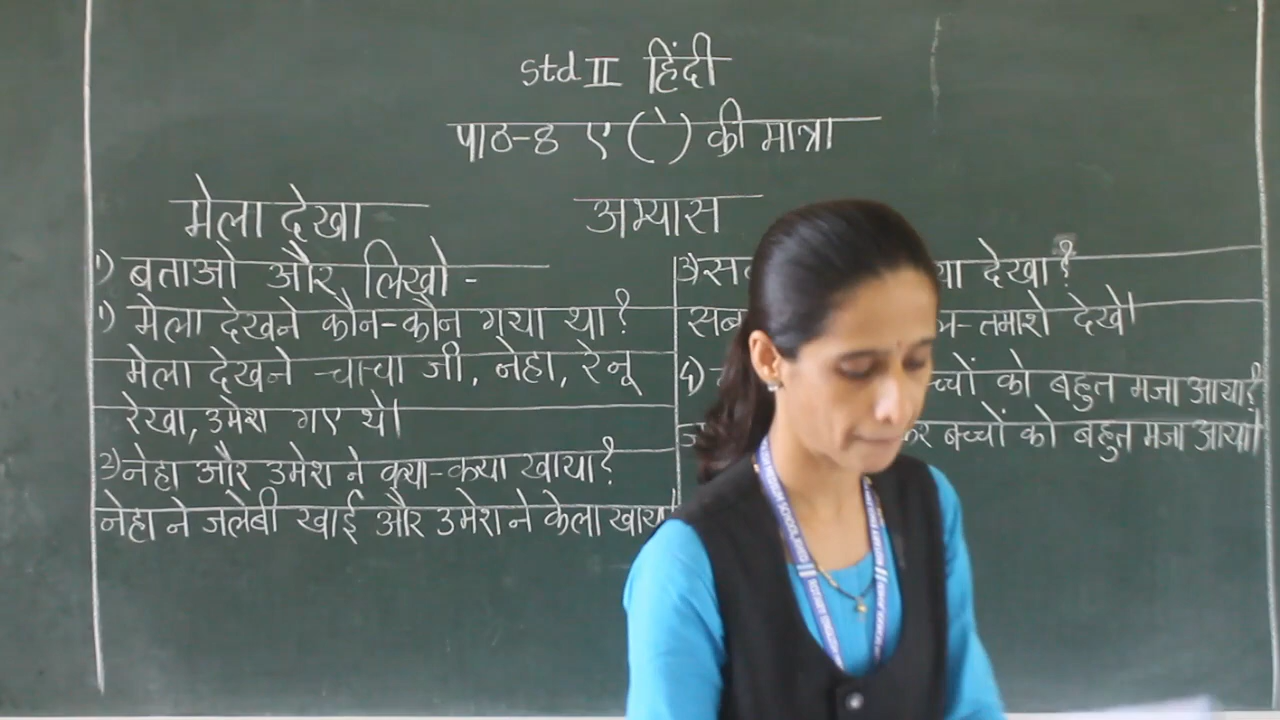 std II हिंदी
पाठ-8 ए (े) की मात्रा
मेला देखा
अभ्यास
1) बताओ और लिखो -
1) मेला देखने कौन-कौन गया था?
मेला देखने चाचा जी, नेहा, रेनू
रेखा, उमेश गए थे।
2) नेहा और उमेश ने क्या-क्या खाया?
नेहा ने जलेबी खाई और उमेश ने केला खाया
3) देखा?
तमाशे देखे।
4) बच्चों को बहुत मजा आया?
बच्चों को बहुत मजा आया।